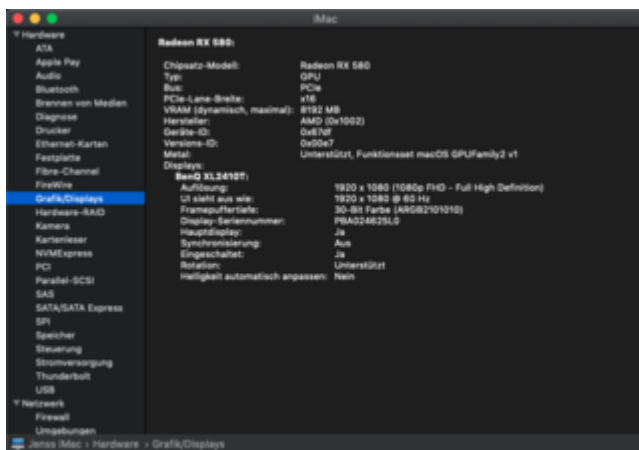 iMac
Hardware
ATA
Apple Pay
Audio
Bluetooth
Brennen von Medien
Diagnose
Drucker
Ethernet-Karten
Festplatte
Fibre-Channel
FireWire
Grafik/Displays
Hardware-RAID
Kamera
Kartenleser
NVMExpress
PCI
Parallel-SCSI
SAS
SATA/SATA Express
SPI
Speicher
Steuerung
Stromversorgung
Thunderbolt
USB
Netzwerk
Firewall
Umgebungen
Radeon RX 580:
Chipsatz-Modell: Radeon RX 580
Typ: GPU
Bus: PCIe
PCIe-Lane-Breite: x16
VRAM (dynamisch, maximal): 8192 MB
Hersteller: AMD (0x1002)
Geräte-ID: 0x67df
Versions-ID: 0x00e7
Metal: Unterstützt, Funktionsset macOS GPUFamily2 v1
Displays:
BenQ XL2410T:
Auflösung: 1920 x 1080 (1080p FHD - Full High Definition)
UI sieht aus wie: 1920 x 1080 @ 60 Hz
Framepuffertiefe: 30-Bit Farbe (ARGB2101010)
Display-Seriennummer: PBA02462SL0
Hauptdisplay: Ja
Synchronisierung: Aus
Eingeschaltet: Ja
Rotation: Unterstützt
Helligkeit automatisch anpassen: Nein
Jenss iMac › Hardware › Grafik/Displays